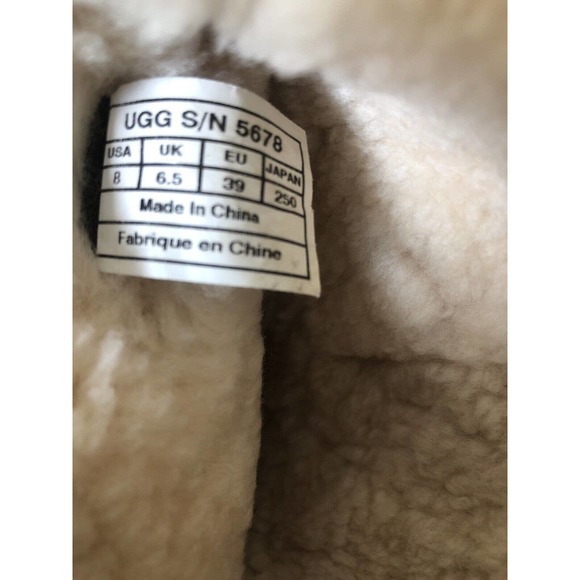 UGG S/N 5678
USA UK EU JAPAN
8 6.5 39 250
Made In China
Fabrique en Chine